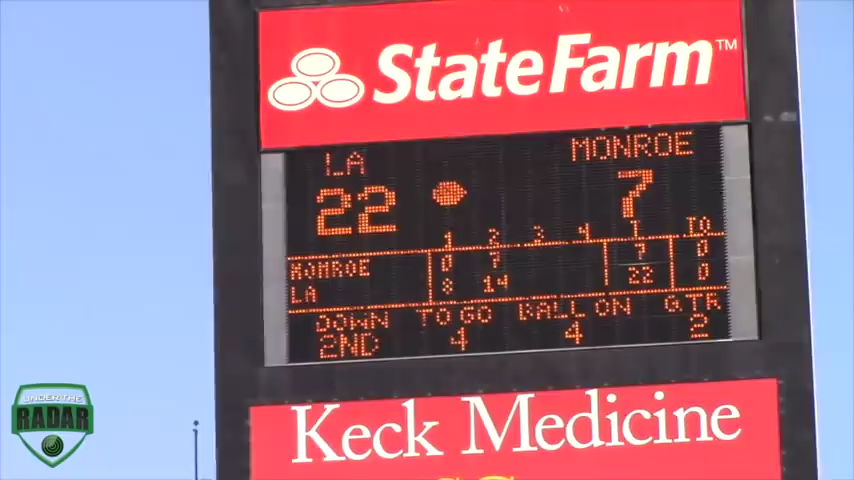 StateFarm™
LA MONROE
22 7
1 2 3 4 T TO
MONROE 0 7 7 0
LA 8 14 22 0
DOWN TO GO BALL ON QTR
2ND 4 4 2
Keck Medicine
UNDER THE
RADAR